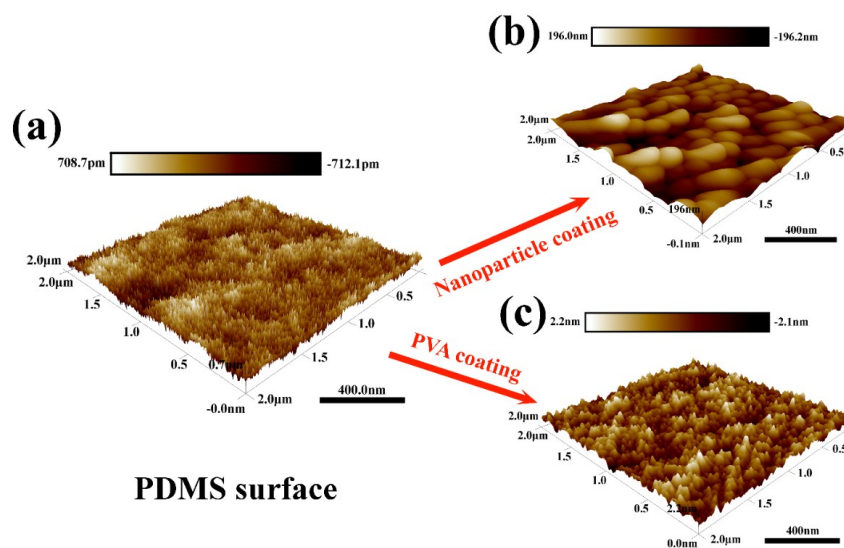 (a)
708.7pm
-712.1pm
2.0μm
2.0μm
1.5
1.0
0.5
-0.0nm
2.0μm
1.5
1.0
0.5
400.0nm
PDMS surface
Nanoparticle coating
PVA coating
(b)
196.0nm
-196.2nm
2.0μm
2.0μm
1.5
1.0
0.5
196nm
-0.1nm
2.0μm
1.5
1.0
0.5
400nm
(c)
2.2nm
-2.1nm
2.0μm
2.0μm
1.5
1.0
0.5
2.2nm
0.0nm
2.0μm
1.5
1.0
0.5
400nm